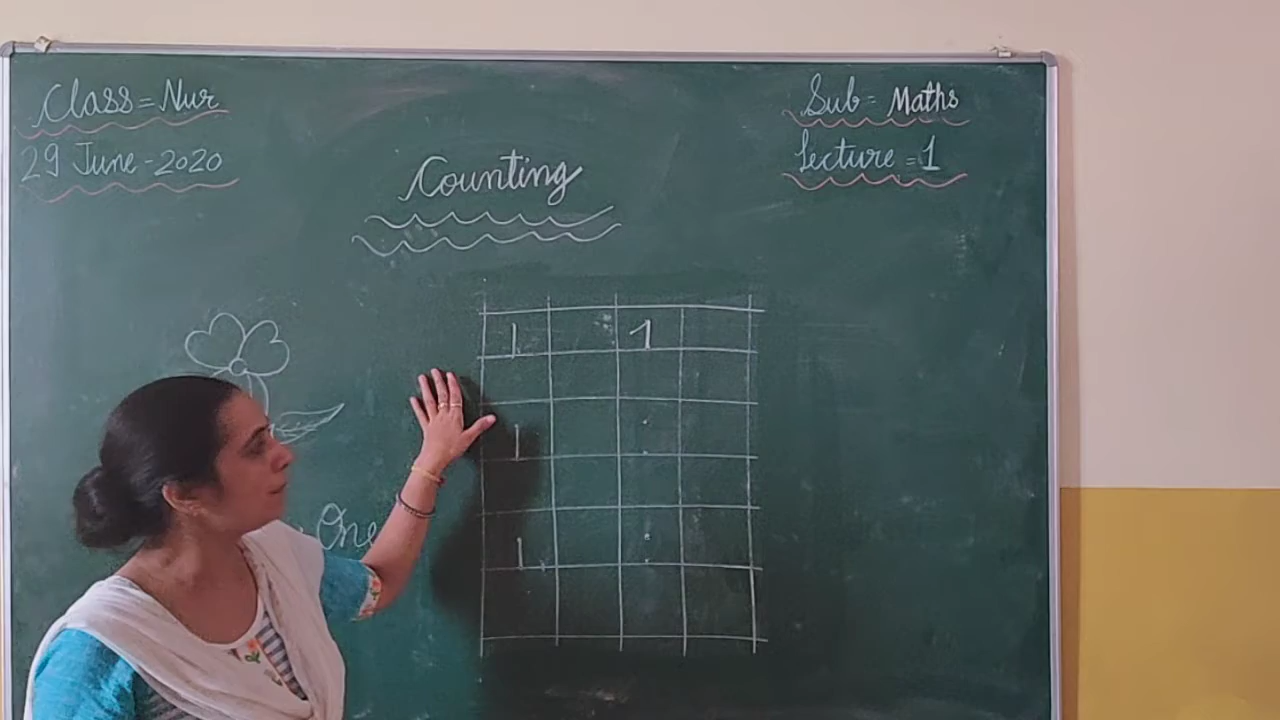 Class = Nur
29 June - 2020
Sub = Maths
Lecture = 1
Counting
1 1
1
1
One